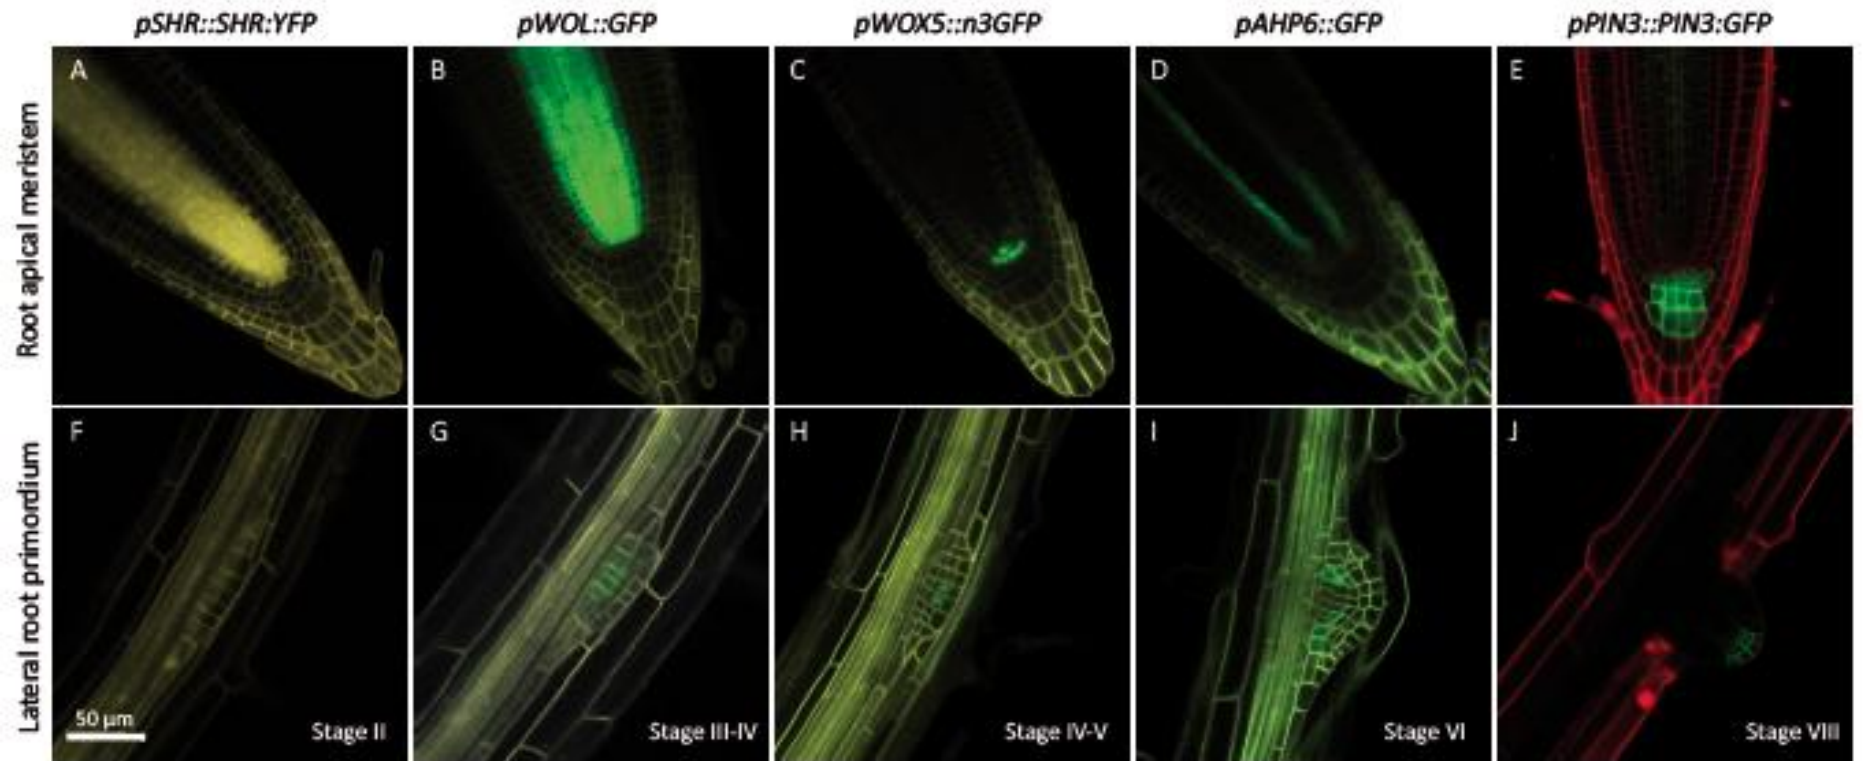 pSHR::SHR:YFP
pWOL::GFP
pWOX5::n3GFP
pAHP6::GFP
pPIN3::PIN3:GFP
Root apical meristem
A
B
C
D
E
Lateral root primordium
F
G
H
I
J
50 µm
Stage II
Stage III-IV
Stage IV-V
Stage VI
Stage VIII